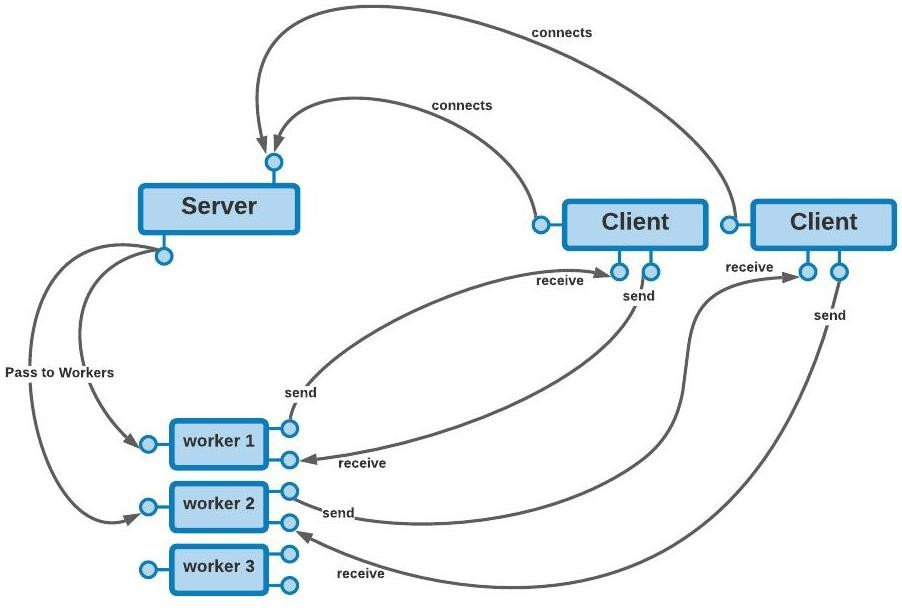 connects
connects
Server
Client
Client
receive
receive
send
send
Pass to Workers
send
worker 1
receive
worker 2
send
worker 3
receive